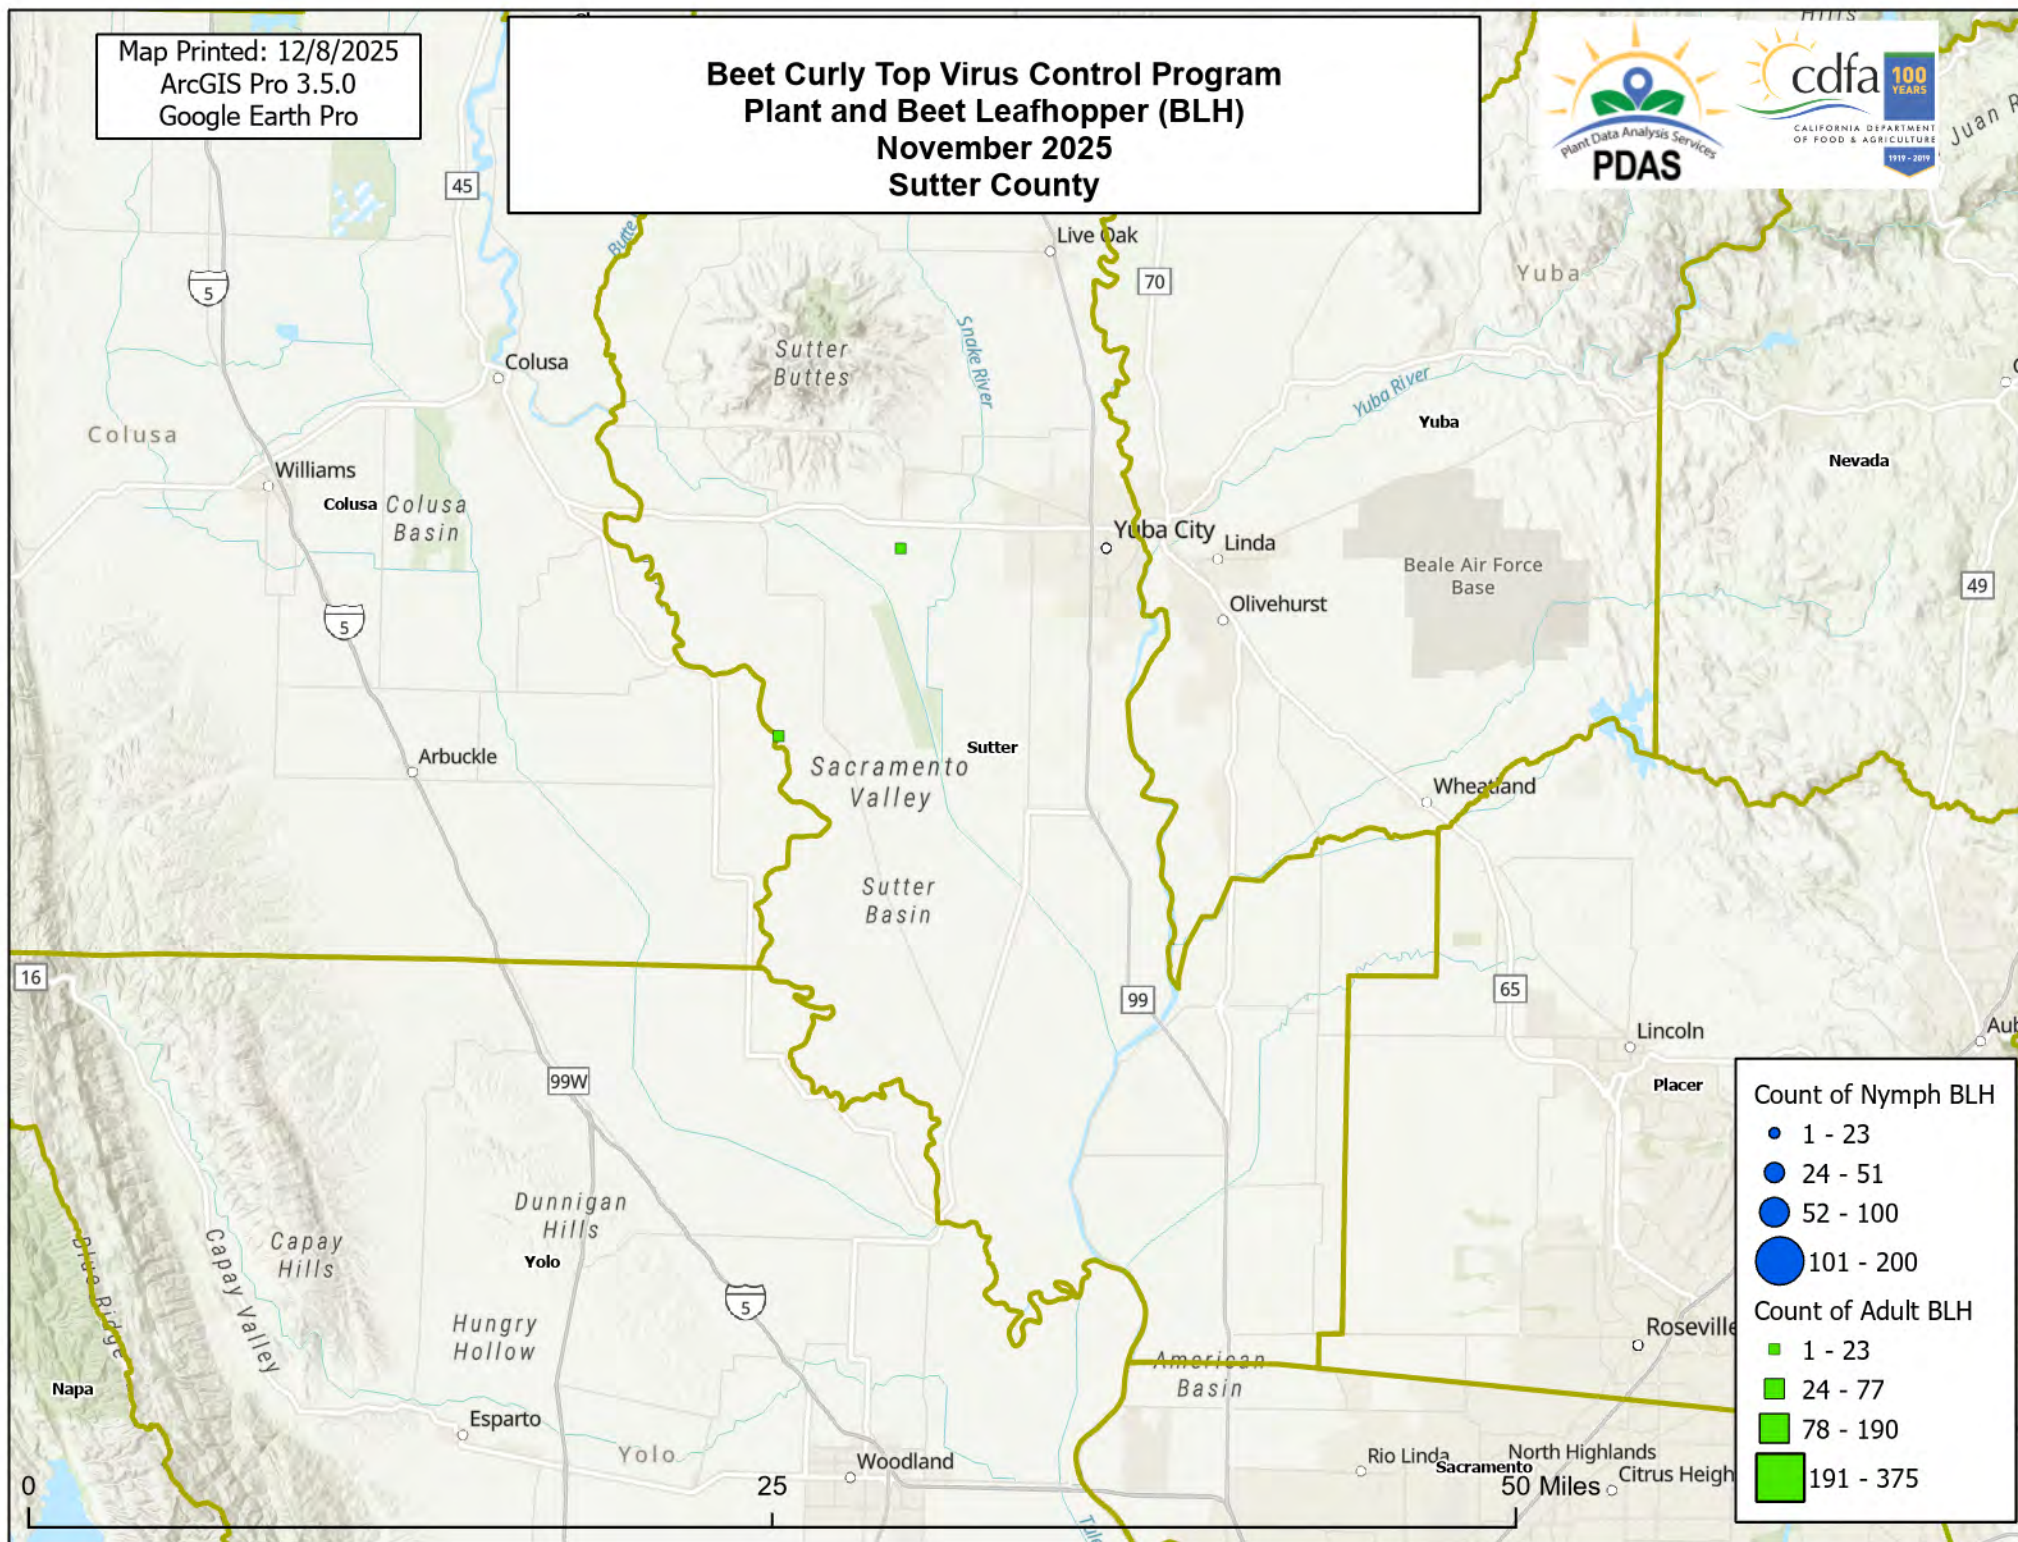 Map Printed: 12/8/2025
ArcGIS Pro 3.5.0
Google Earth Pro
Beet Curly Top Virus Control Program
Plant and Beet Leafhopper (BLH)
November 2025
Sutter County
Plant Data Analysis Services
PDAS
cdfa
100
YEARS
CALIFORNIA DEPARTMENT
OF FOOD & AGRICULTURE
1919 - 2019
Hills
Juan
45
Butte
Live Oak
70
Yuba
5
Snake River
Sutter
Buttes
Colusa
Yuba River
Yuba
Colusa
Nevada
Williams
Colusa
Colusa
Basin
Yuba City
Linda
Beale Air Force
Base
49
Olivehurst
5
Arbuckle
Sutter
Sacramento
Valley
Wheatland
Sutter
Basin
16
99
65
Lincoln
99W
Placer
Dunnigan
Hills
Capay
Hills
Yolo
Blue Ridge
Capay Valley
5
Hungry
Hollow
Roseville
American
Basin
Napa
Esparto
Yolo
Woodland
Rio Linda
North Highlands
Sacramento
Citrus Heigh
0
25
50 Miles
Count of Nymph BLH
1 - 23
24 - 51
52 - 100
101 - 200
Count of Adult BLH
1 - 23
24 - 77
78 - 190
191 - 375